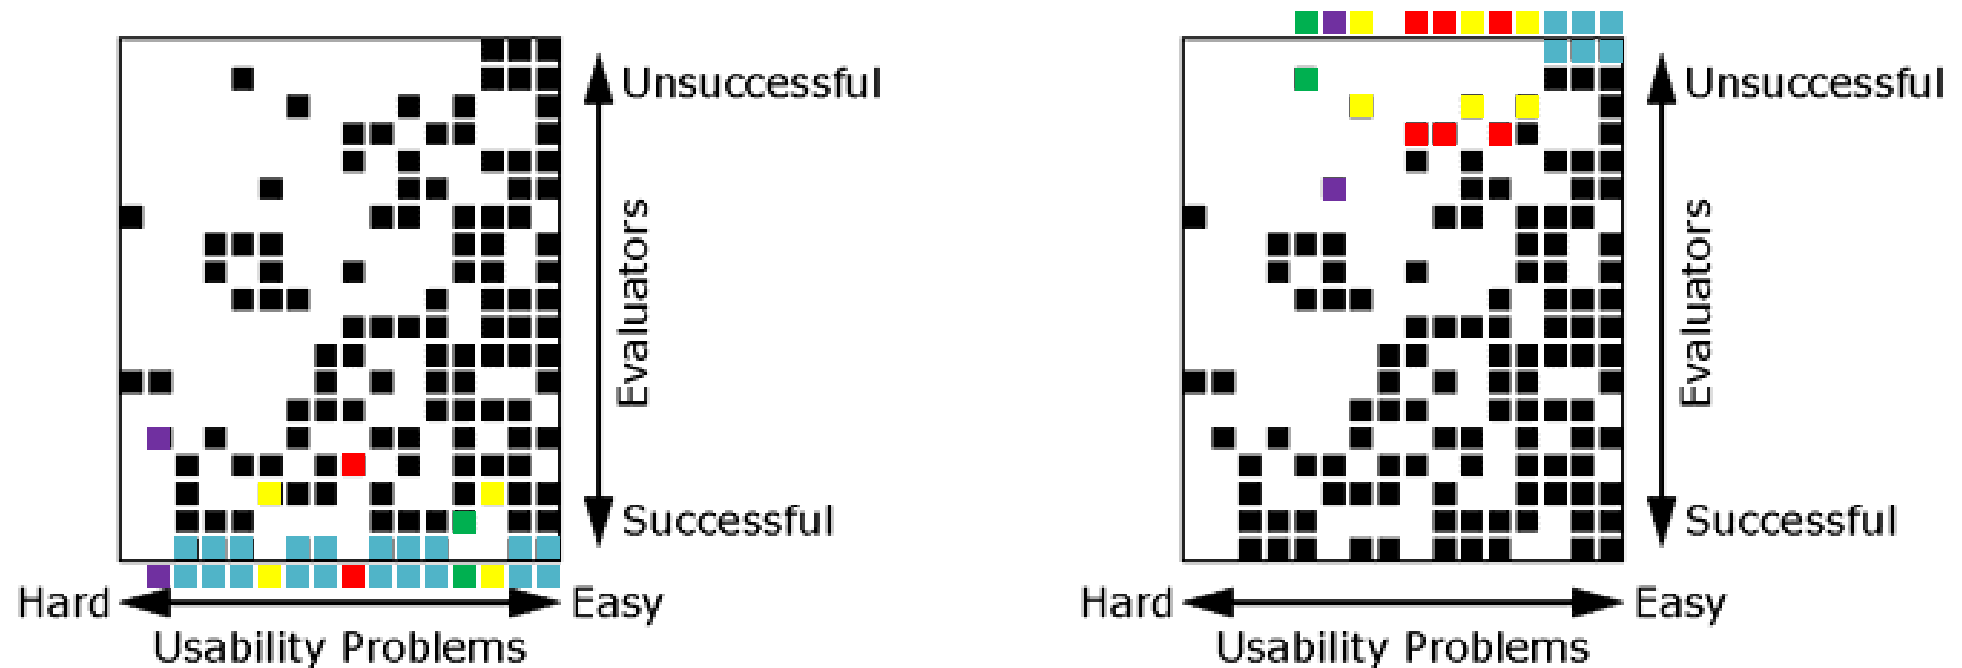 Unsuccessful
Evaluators
Successful
Hard
Easy
Usability Problems
Unsuccessful
Evaluators
Successful
Hard
Easy
Usability Problems